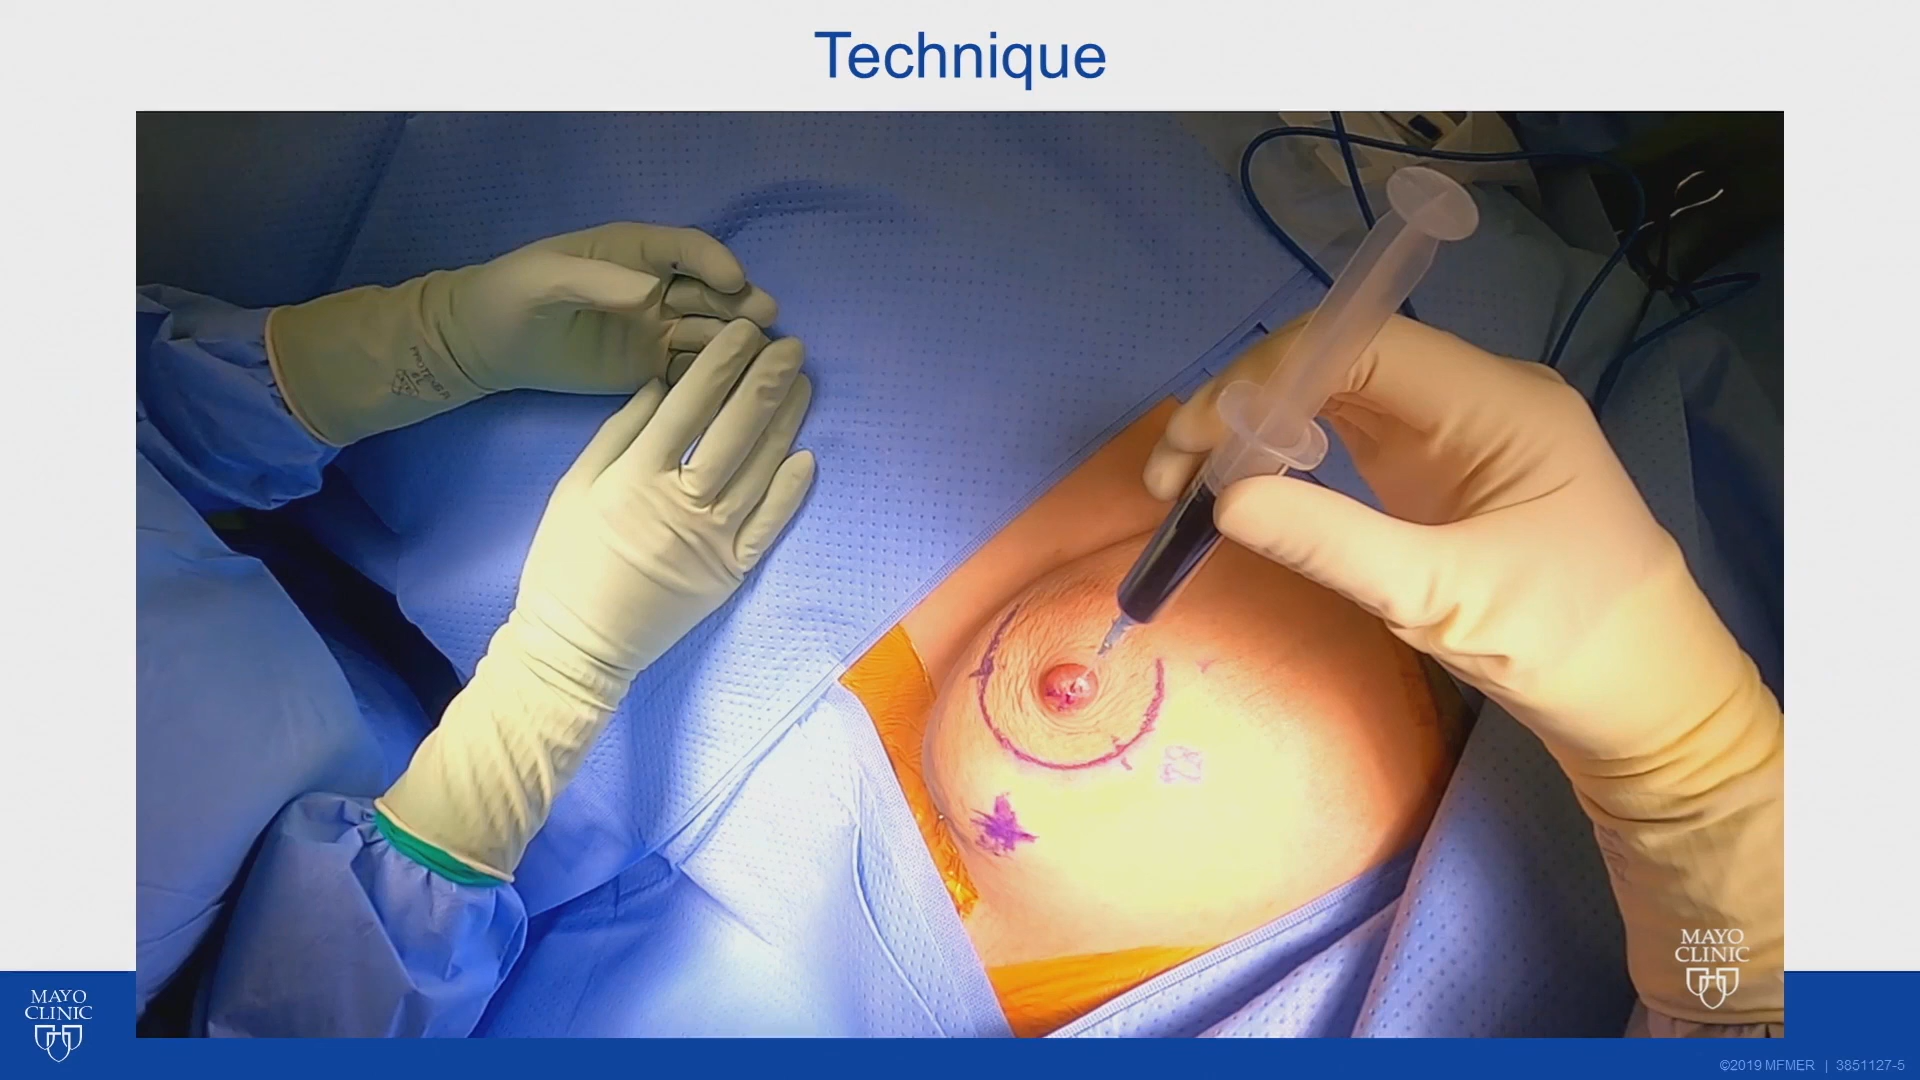 Technique
MAYO
CLINIC
MAYO
CLINIC
©2019 MFMER | 3851127-5